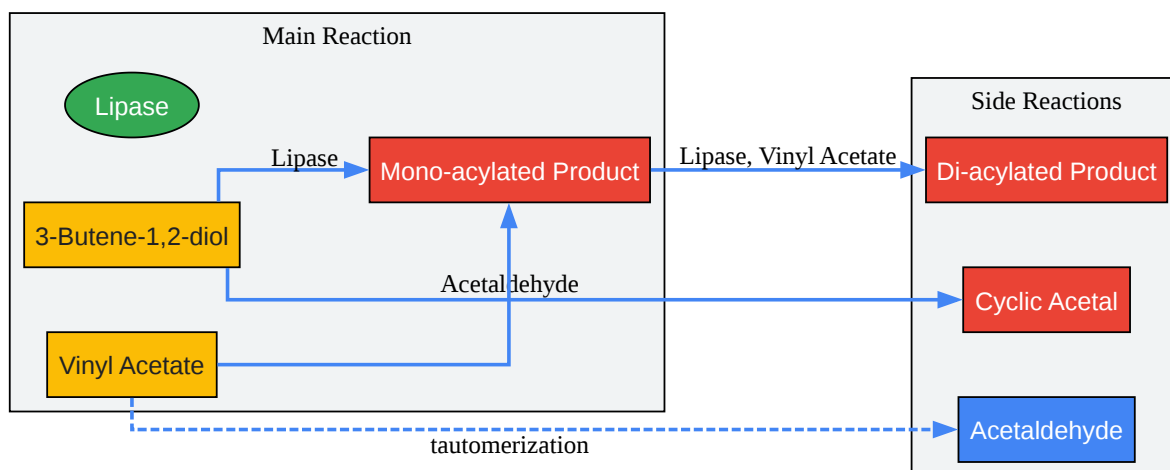 Main Reaction
Lipase
Side Reactions
Lipase
Mono-acylated Product
Lipase, Vinyl Acetate
Di-acylated Product
3-Butene-1,2-diol
Acetaldehyde
Cyclic Acetal
Vinyl Acetate
Acetaldehyde
tautomerization